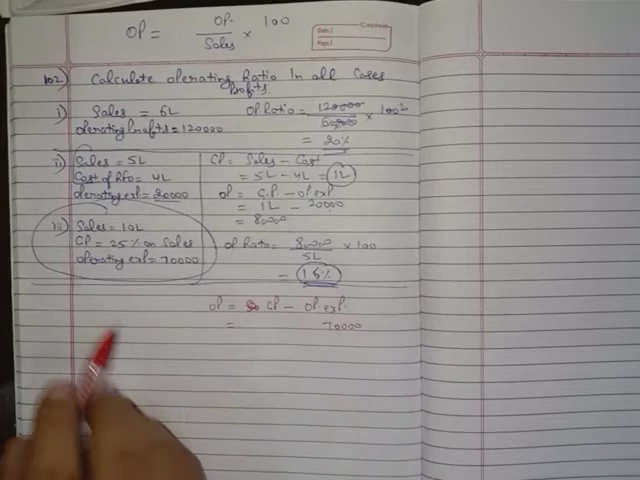 OP = OP. / Sales × 100
Date /
Page
102) Calculate Operating Ratio In all Cases
Profits.
i) Sales = 6L
OP Ratio = 120000 / 600000 × 100
Operating Profits = 120000
= 20%
ii) Sales = 5L
GP = Sales - Cost
Cost of RFO = 4L
= 5L - 4L = 1L
Operating exp = 20000
OP = G.P - OP.exp
= 1L - 20000
= 80000
iii) Sales = 10L
GP = 25% on Sales
OP Ratio = 80000 / 5L × 100
Operating exp = 70000
= 16%
OP = GP - OP.exp.
= 70000